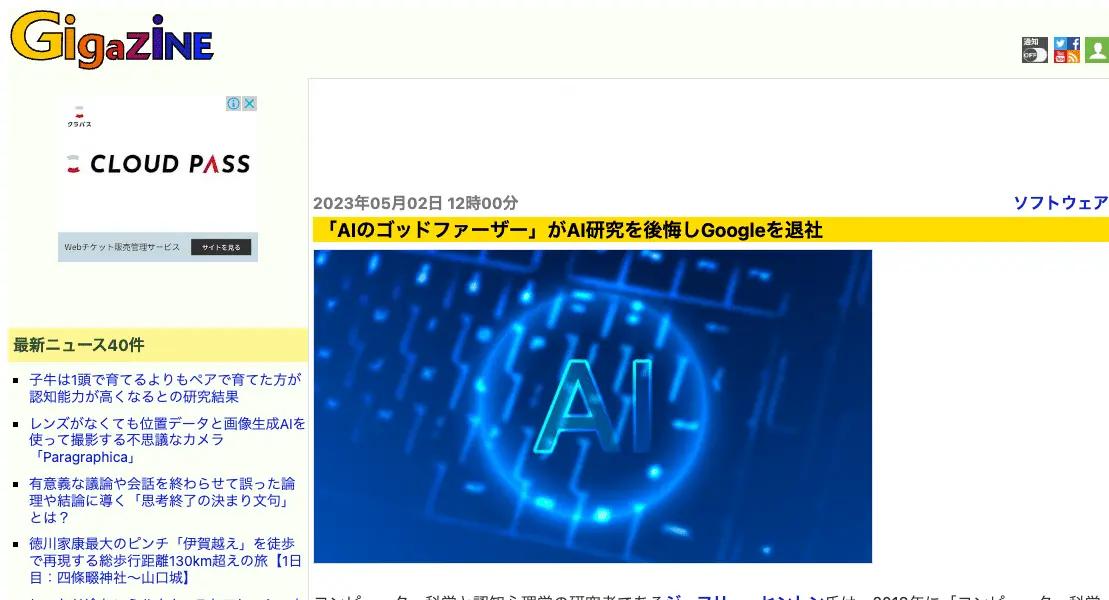 GigaZINE
通知
OFF
クラパス
CLOUD PASS
Webチケット販売管理サービス
サイトを見る
2023年05月02日 12時00分
ソフトウェア
「AIのゴッドファーザー」がAI研究を後悔しGoogleを退社
AI
最新ニュース40件
子牛は1頭で育てるよりもペアで育てた方が
認知能力が高くなるとの研究結果
レンズがなくても位置データと画像生成AIを
使って撮影する不思議なカメラ
「Paragraphica」
有意義な議論や会話を終わらせて誤った論
理や結論に導く「思考終了の決まり文句」
とは？
徳川家康最大のピンチ「伊賀越え」を徒歩
で再現する総歩行距離130km超えの旅【1日
目：四條畷神社～山口城】